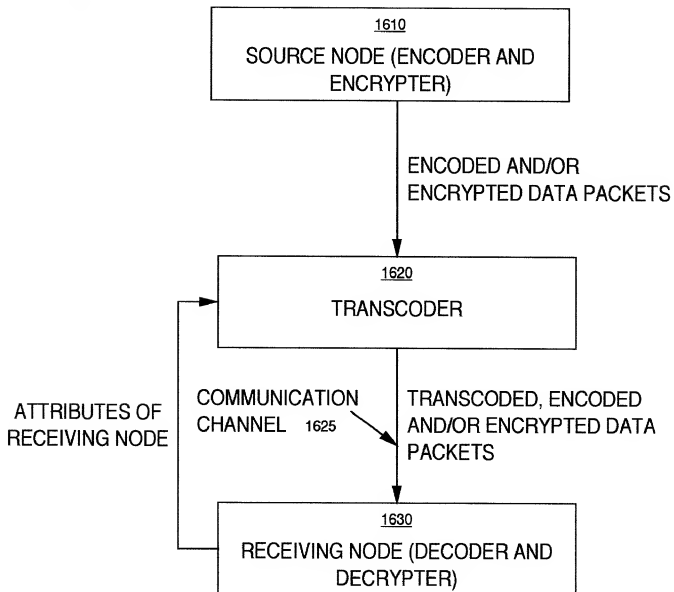 1610
SOURCE NODE (ENCODER AND
ENCRYPTER)
ENCODED AND/OR
ENCRYPTED DATA PACKETS
1620
TRANSCODER
ATTRIBUTES OF
RECEIVING NODE
COMMUNICATION
CHANNEL 1625
TRANSCODED, ENCODED
AND/OR ENCRYPTED DATA
PACKETS
1630
RECEIVING NODE (DECODER AND
DECRYPTER)